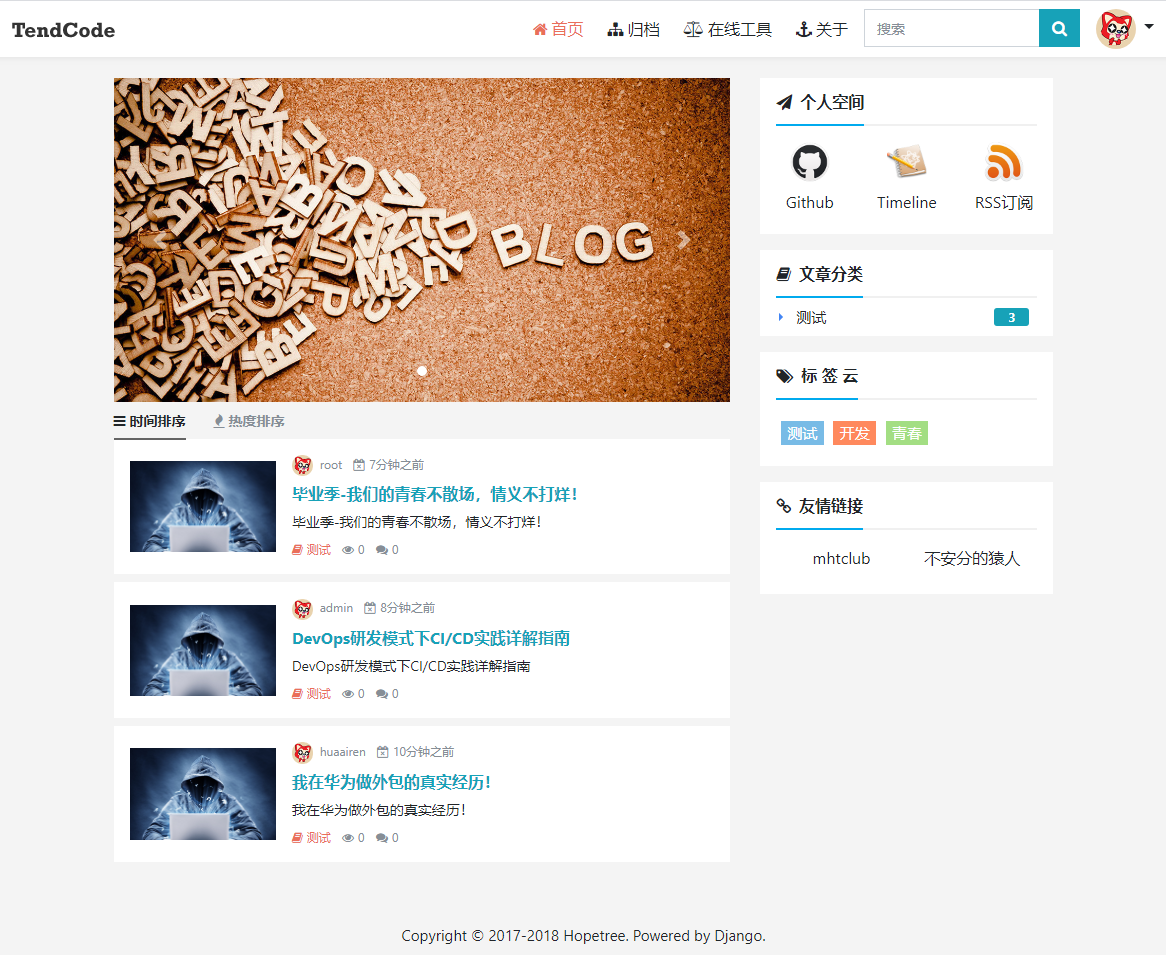 TendCode
首页 归档 在线工具 关于 搜索
BLOG
时间排序 热度排序
root 7分钟之前
毕业季-我们的青春不散场，情义不打烊！
毕业季-我们的青春不散场，情义不打烊！
测试 0 0
admin 8分钟之前
DevOps研发模式下CI/CD实践详解指南
DevOps研发模式下CI/CD实践详解指南
测试 0 0
huaairen 10分钟之前
我在华为做外包的真实经历！
我在华为做外包的真实经历！
测试 0 0
个人空间
Github Timeline RSS订阅
文章分类
测试 3
标 签 云
测试 开发 青春
友情链接
mhtclub 不安分的猿人
Copyright © 2017-2018 Hopetree. Powered by Django.